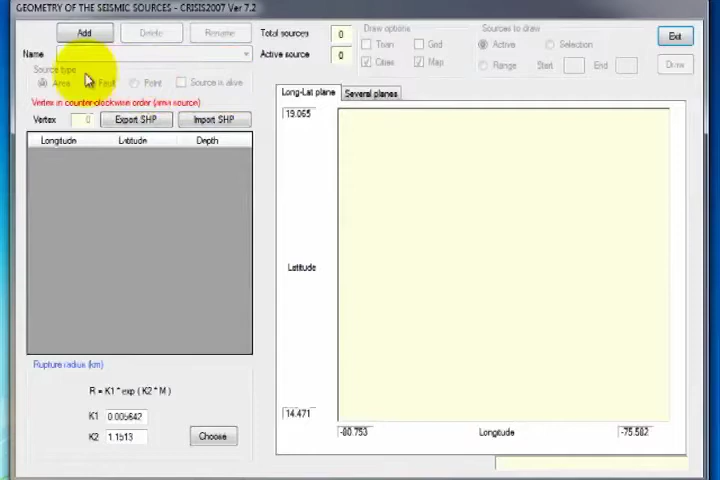 GEOMETRY OF THE SEISMIC SOURCES - CRISIS2007 Ver 7.2
Add
Delete
Rename
Total sources
0
Draw options
Sources to draw
Exit
Name
Active source
0
Town
Grid
Active
Selection
Source type
Area
Fault
Point
Source is alive
Cities
Map
Range
Start
End
Draw
Vertex in counter-clockwise order (area source)
Long-Lat plane
Several planes
Vertex
0
Export SHP
Import SHP
19.065
Longitude
Latitude
Depth
Latitude
Rupture radius (km)
R = K1 * exp ( K2 * M )
K1
0.005642
14.471
K2
1.1513
Choose
-80.753
Longitude
-75.582